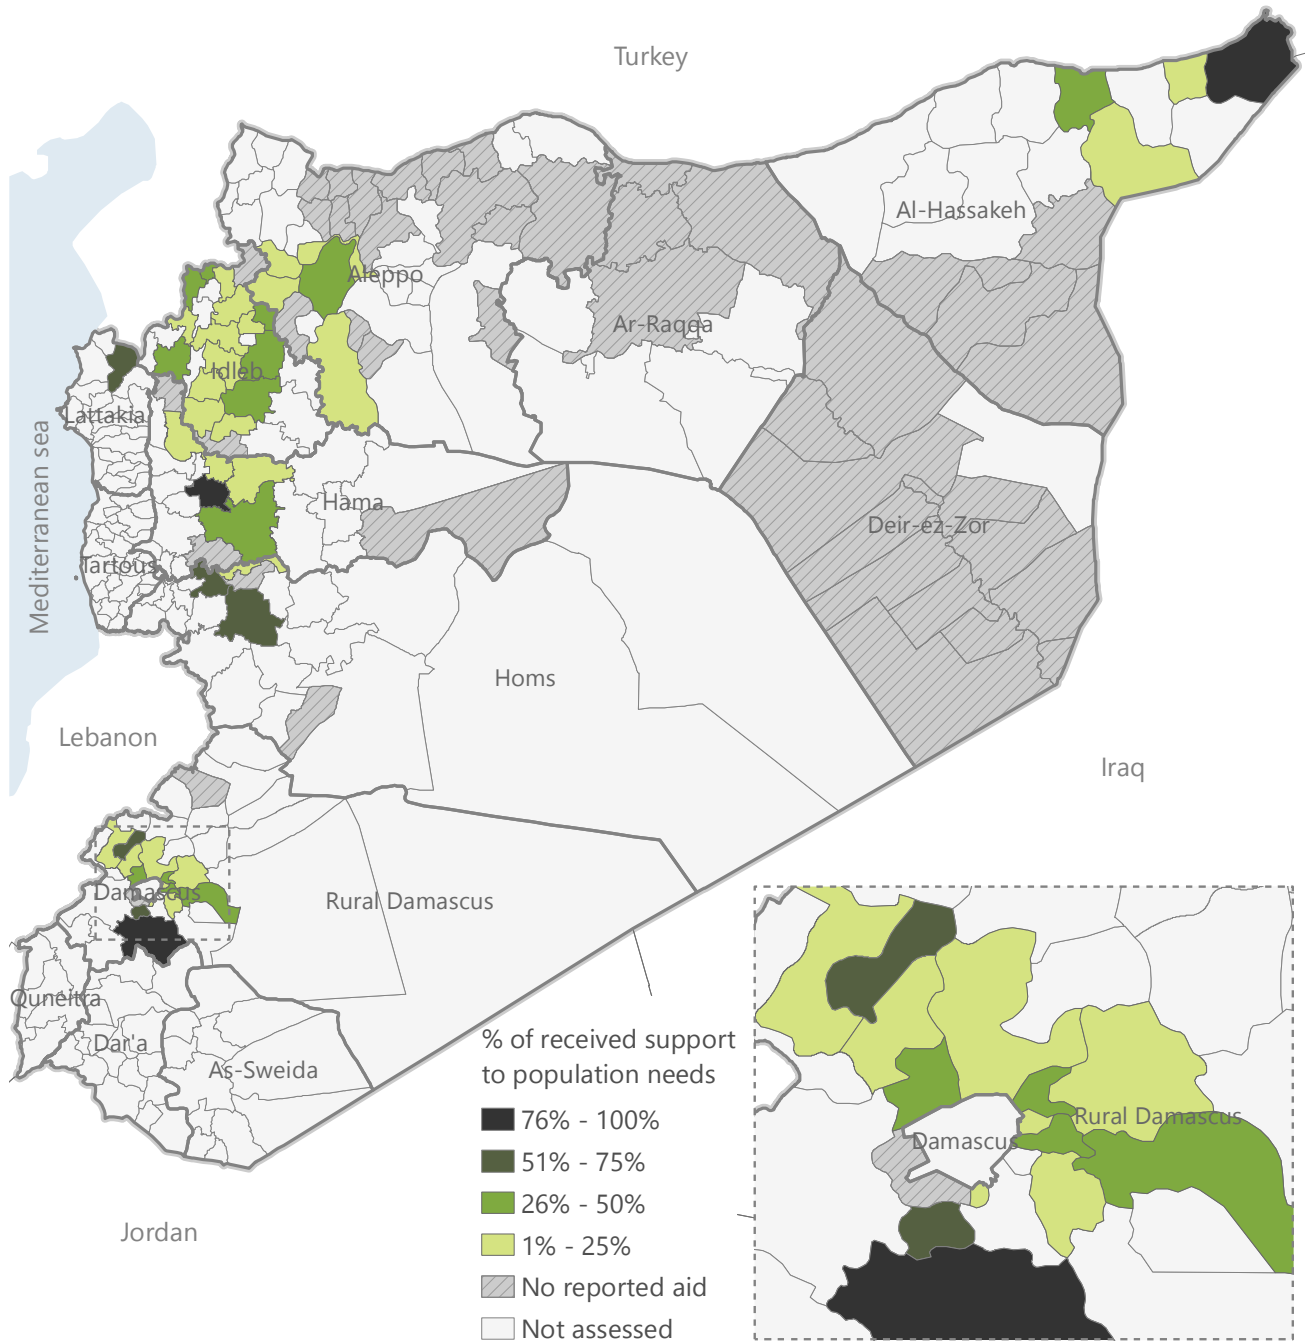 Turkey
Al-Hassakeh
Aleppo
Ar-Raqqa
Idleb
Lattakia
Mediterranean sea
Hama
Deir-ez-Zor
Tartous
Homs
Lebanon
Iraq
Damascus
Rural Damascus
Quneitra
Dar'a
As-Sweida
Jordan
% of received support
to population needs
76% - 100%
51% - 75%
26% - 50%
1% - 25%
No reported aid
Not assessed
Rural Damascus
Damascus